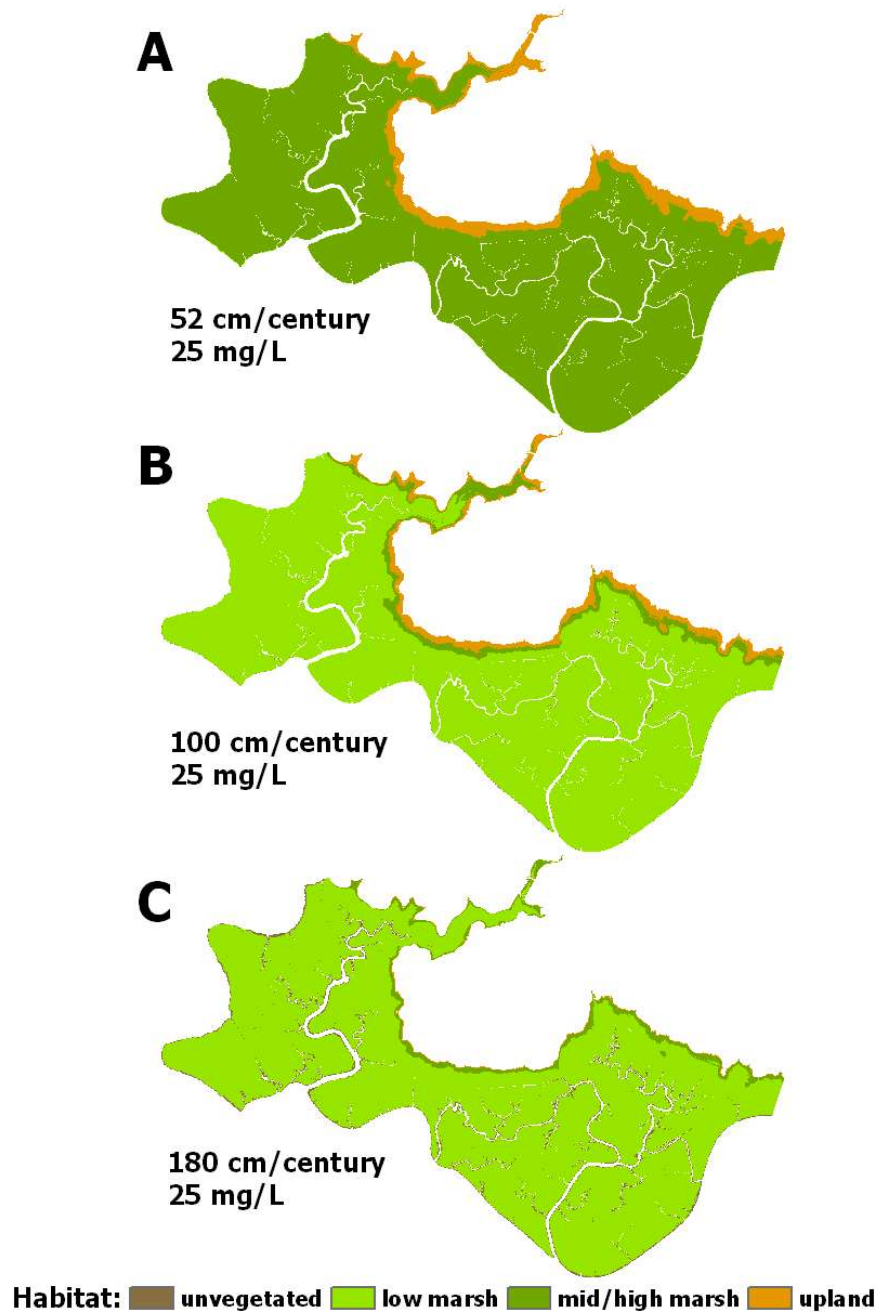 A
52 cm/century
25 mg/L
B
100 cm/century
25 mg/L
C
180 cm/century
25 mg/L
Habitat: unvegetated low marsh mid/high marsh upland